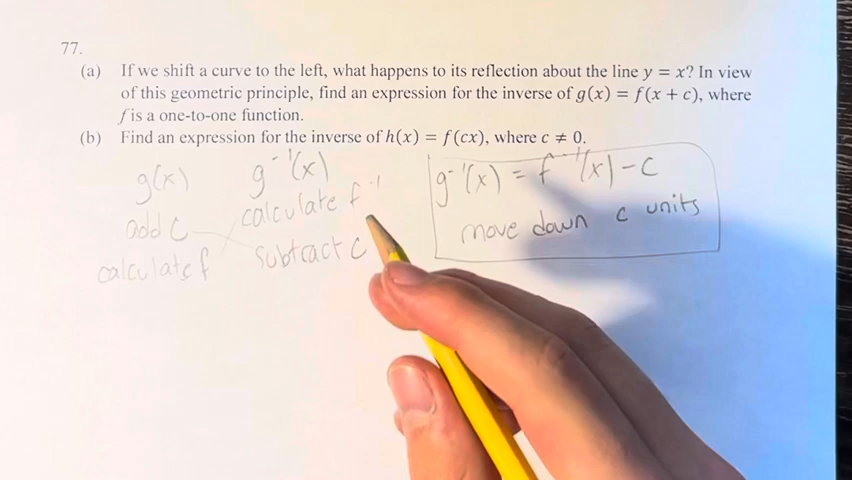 77.
(a) If we shift a curve to the left, what happens to its reflection about the line y = x? In view
of this geometric principle, find an expression for the inverse of g(x) = f(x + c), where
f is a one-to-one function.
(b) Find an expression for the inverse of h(x) = f(cx), where c ≠ 0.
g(x)
add c
calculate f
g⁻¹(x)
calculate f⁻¹
subtract c
g⁻¹(x) = f⁻¹(x) - c
move down c units